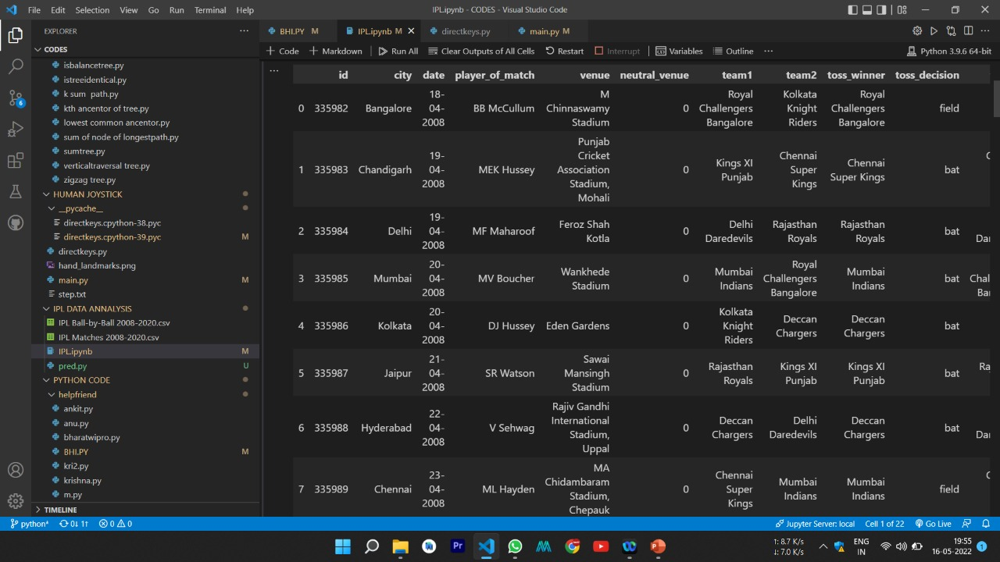 File Edit Selection View Go Run Terminal Help IPL.ipynb - CODES - Visual Studio Code
EXPLORER
CODES
isbalancetree.py
istreeidentical.py
k sum path.py
kth ancentor of tree.py
lowest common ancentor.py
sum of node of longestpath.py
sumtree.py
verticaltraversal tree.py
zigzag tree.py
HUMAN JOYSTICK
__pycache__
directkeys.cpython-38.pyc
directkeys.cpython-39.pyc M
directkeys.py
hand_landmarks.png
main.py M
step.txt
IPL DATA ANNALYSIS
IPL Ball-by-Ball 2008-2020.csv
IPL Matches 2008-2020.csv
IPL.ipynb M
pred.py U
PYTHON CODE
helpfriend
ankit.py
anu.py
bharatwipro.py
BHI.PY M
kri2.py
krishna.py
m.py
TIMELINE
BHI.PY M IPL.ipynb M directkeys.py main.py M
Code Markdown Run All Clear Outputs of All Cells Restart Interrupt Variables Outline Python 3.9.6 64-bit
id city date player_of_match venue neutral_venue team1 team2 toss_winner toss_decision
0 335982 Bangalore 18-04-2008 BB McCullum M Chinnaswamy Stadium 0 Royal Challengers Bangalore Kolkata Knight Riders Royal Challengers Bangalore field
1 335983 Chandigarh 19-04-2008 MEK Hussey Punjab Cricket Association Stadium, Mohali 0 Kings XI Punjab Chennai Super Kings Chennai Super Kings bat
2 335984 Delhi 19-04-2008 MF Maharoof Feroz Shah Kotla 0 Delhi Daredevils Rajasthan Royals Rajasthan Royals bat
3 335985 Mumbai 20-04-2008 MV Boucher Wankhede Stadium 0 Mumbai Indians Royal Challengers Bangalore Mumbai Indians bat
4 335986 Kolkata 20-04-2008 DJ Hussey Eden Gardens 0 Kolkata Knight Riders Deccan Chargers Deccan Chargers bat
5 335987 Jaipur 21-04-2008 SR Watson Sawai Mansingh Stadium 0 Rajasthan Royals Kings XI Punjab Kings XI Punjab bat
6 335988 Hyderabad 22-04-2008 V Sehwag Rajiv Gandhi International Stadium, Uppal 0 Deccan Chargers Delhi Daredevils Deccan Chargers bat
7 335989 Chennai 23-04-2008 ML Hayden MA Chidambaram Stadium, Chepauk 0 Chennai Super Kings Mumbai Indians Mumbai Indians field
python* 0↓ 1↑ 0 0 Jupyter Server: local Cell 1 of 22 Go Live
↑: 8.7 K/s
↓: 7.0 K/s
ENG
IN
19:55
16-05-2022